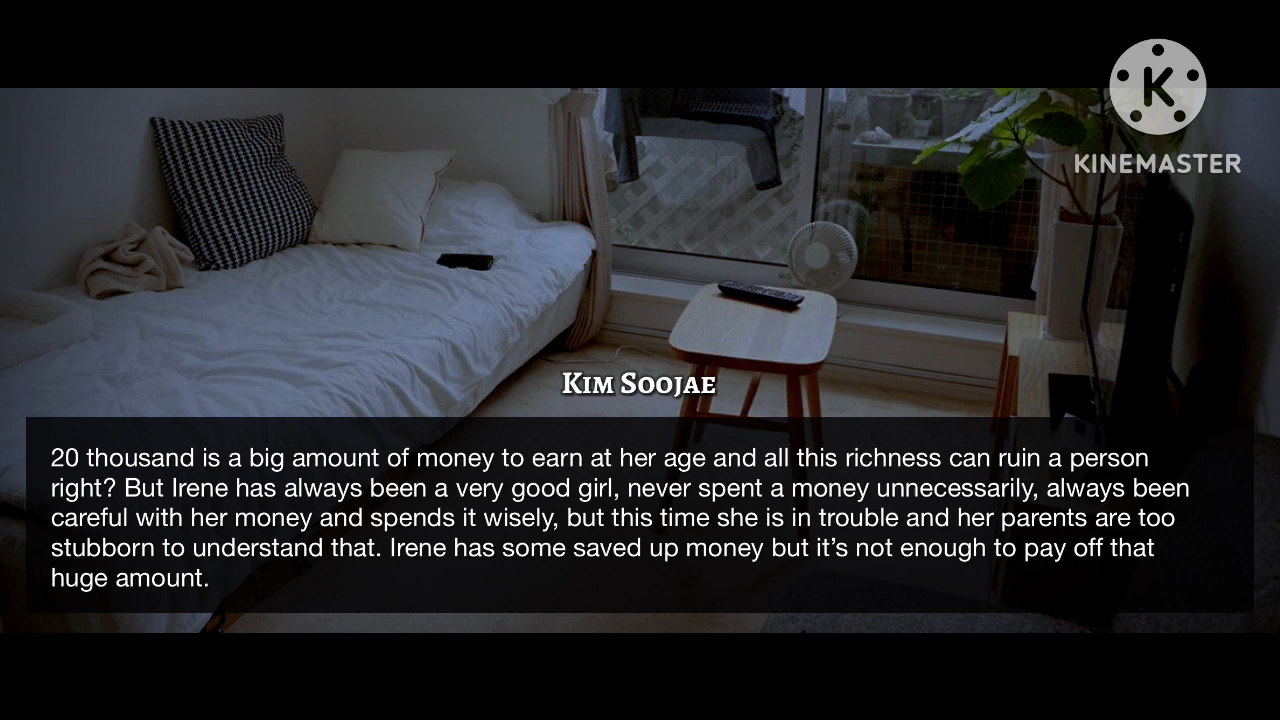 K
KINEMASTER
Kim Soojae
20 thousand is a big amount of money to earn at her age and all this richness can ruin a person
right? But Irene has always been a very good girl, never spent a money unnecessarily, always been
careful with her money and spends it wisely, but this time she is in trouble and her parents are too
stubborn to understand that. Irene has some saved up money but it’s not enough to pay off that
huge amount.